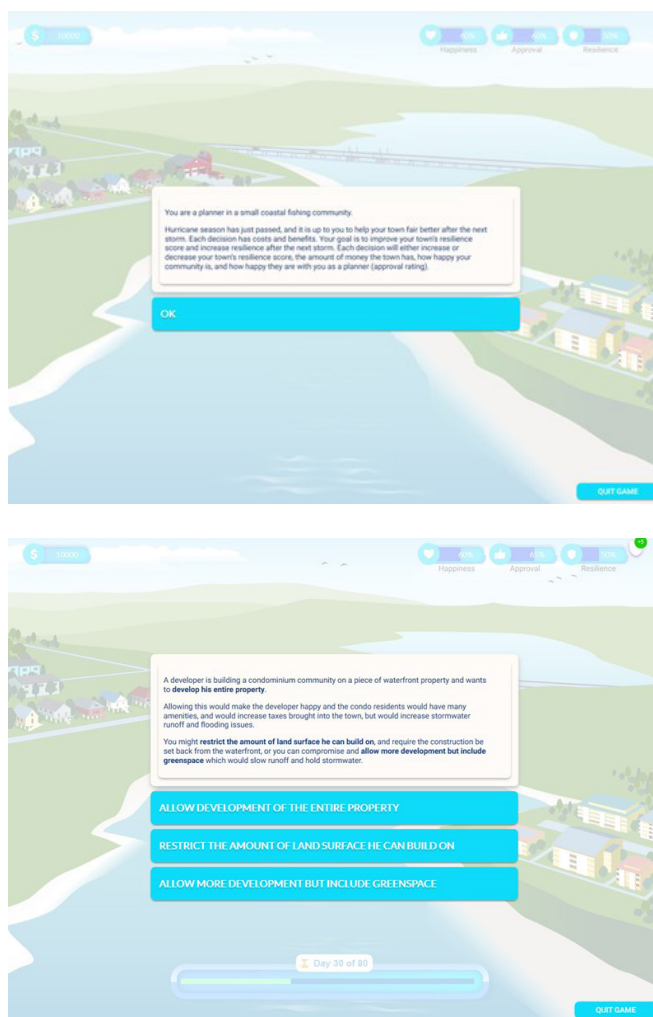 $ 10000
60% 60% 50%
Happiness Approval Resilience
You are a planner in a small coastal fishing community.
Hurricane season has just passed, and it is up to you to help your town fair better after the next
storm. Each decision has costs and benefits. Your goal is to improve your town's resilience
score and increase resilience after the next storm. Each decision will either increase or
decrease your town's resilience score, the amount of money the town has, how happy your
community is, and how happy they are with you as a planner (approval rating).
OK
QUIT GAME
$ 10000
60% 65% 50% +5
Happiness Approval Resilience
A developer is building a condominium community on a piece of waterfront property and wants
to develop his entire property.
Allowing this would make the developer happy and the condo residents would have many
amenities, and would increase taxes brought into the town, but would increase stormwater
runoff and flooding issues.
You might restrict the amount of land surface he can build on, and require the construction be
set back from the waterfront, or you can compromise and allow more development but include
greenspace which would slow runoff and hold stormwater.
ALLOW DEVELOPMENT OF THE ENTIRE PROPERTY
RESTRICT THE AMOUNT OF LAND SURFACE HE CAN BUILD ON
ALLOW MORE DEVELOPMENT BUT INCLUDE GREENSPACE
Day 30 of 90
QUIT GAME